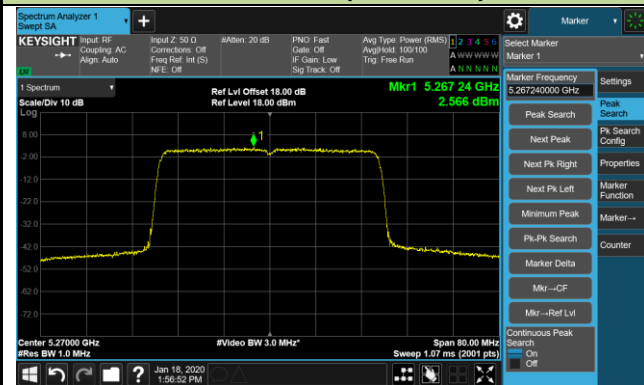 Spectrum Analyzer 1
Swept SA
Marker
KEYSIGHT
Input: RF
Coupling: AC
Align: Auto
Input Z: 50 Ω
Corrections: Off
Freq Ref: Int (S)
NFE: Off
#Atten: 20 dB
PNO: Fast
Gate: Off
IF Gain: Low
Sig Track: Off
Avg Type: Power (RMS)
Avg|Hold: 100/100
Trig: Free Run
1 2 3 4 5 6
A W W W W W
A N N N N N
Select Marker
Marker 1
1 Spectrum
Scale/Div 10 dB
Log
Ref Lvl Offset 18.00 dB
Ref Level 18.00 dBm
Mkr1 5.267 24 GHz
2.566 dBm
1
8.00
-2.00
-12.0
-22.0
-32.0
-42.0
-52.0
-62.0
-72.0
Center 5.27000 GHz
#Res BW 1.0 MHz
#Video BW 3.0 MHz*
Span 80.00 MHz
Sweep 1.07 ms (2001 pts)
Marker Frequency
5.267240000 GHz
Peak Search
Next Peak
Next Pk Right
Next Pk Left
Minimum Peak
Pk-Pk Search
Marker Delta
Mkr→CF
Mkr→Ref Lvl
Continuous Peak
Search
On
Off
Settings
Peak
Search
Pk Search
Config
Properties
Marker
Function
Marker→
Counter
Jan 18, 2020
1:56:52 PM